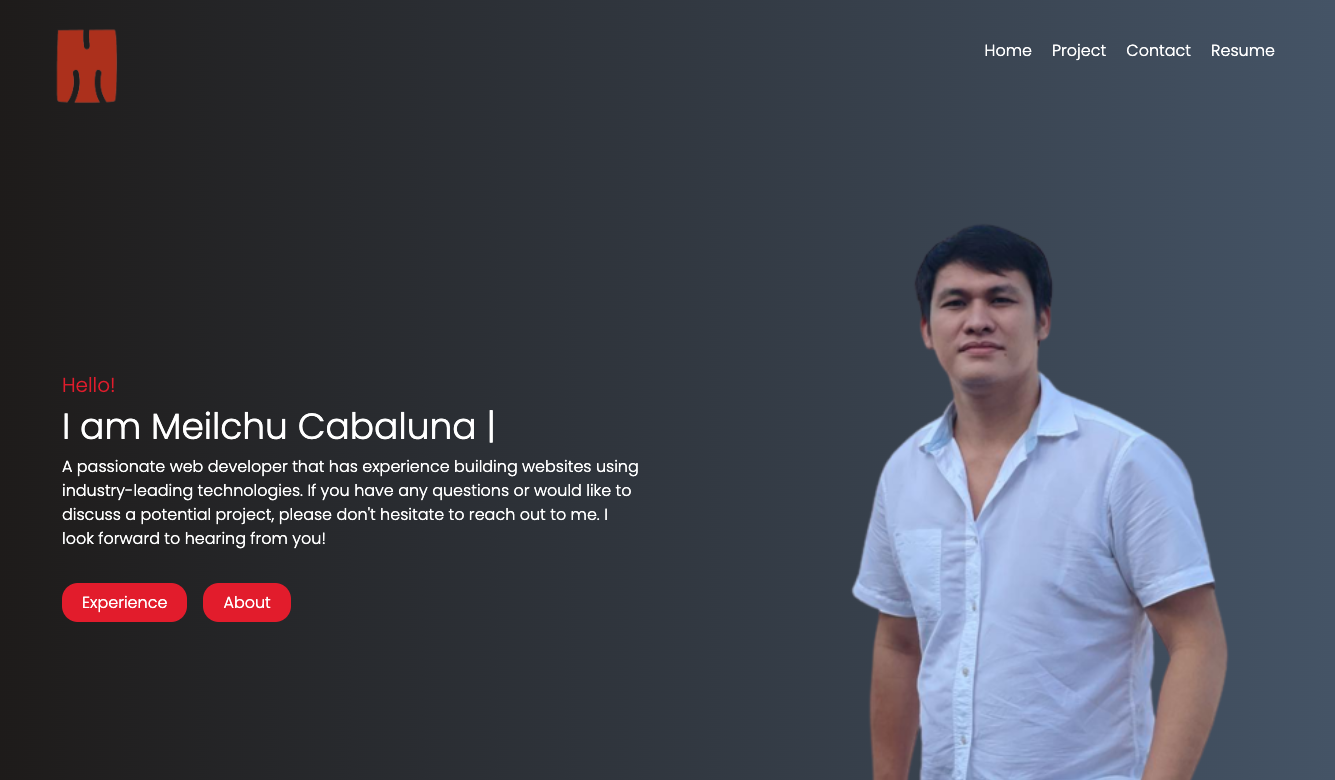 Home Project Contact Resume
Hello!
I am Meilchu Cabaluna |
A passionate web developer that has experience building websites using
industry-leading technologies. If you have any questions or would like to
discuss a potential project, please don't hesitate to reach out to me. I
look forward to hearing from you!
Experience About